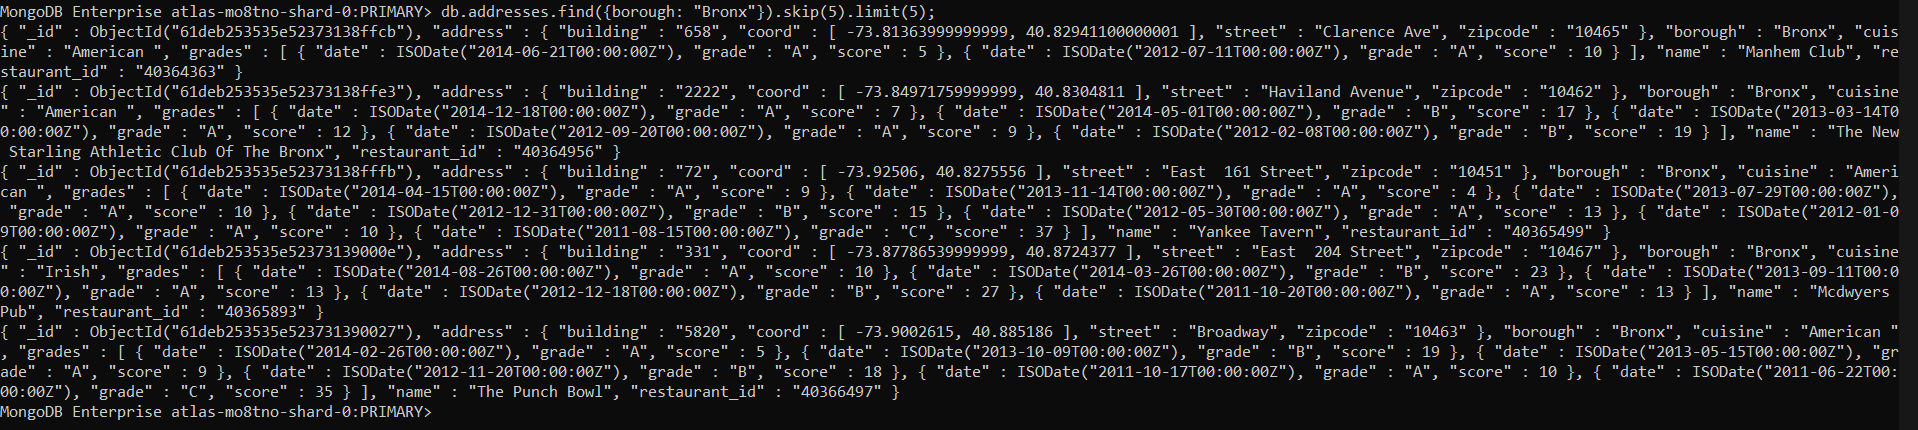 MongoDB Enterprise atlas-mo8tno-shard-0:PRIMARY> db.addresses.find({borough: "Bronx"}).skip(5).limit(5);
{ "_id" : ObjectId("61deb253535e52373138ffcb"), "address" : { "building" : "658", "coord" : [ -73.81363999999999, 40.82941100000001 ], "street" : "Clarence Ave", "zipcode" : "10465" }, "borough" : "Bronx", "cuis
ine" : "American ", "grades" : [ { "date" : ISODate("2014-06-21T00:00:00Z"), "grade" : "A", "score" : 5 }, { "date" : ISODate("2012-07-11T00:00:00Z"), "grade" : "A", "score" : 10 } ], "name" : "Manhem Club", "re
staurant_id" : "40364363" }
{ "_id" : ObjectId("61deb253535e52373138ffe3"), "address" : { "building" : "2222", "coord" : [ -73.84971759999999, 40.8304811 ], "street" : "Haviland Avenue", "zipcode" : "10462" }, "borough" : "Bronx", "cuisine
" : "American ", "grades" : [ { "date" : ISODate("2014-12-18T00:00:00Z"), "grade" : "A", "score" : 7 }, { "date" : ISODate("2014-05-01T00:00:00Z"), "grade" : "B", "score" : 17 }, { "date" : ISODate("2013-03-14T0
0:00:00Z"), "grade" : "A", "score" : 12 }, { "date" : ISODate("2012-09-20T00:00:00Z"), "grade" : "A", "score" : 9 }, { "date" : ISODate("2012-02-08T00:00:00Z"), "grade" : "B", "score" : 19 } ], "name" : "The New
 Starling Athletic Club Of The Bronx", "restaurant_id" : "40364956" }
{ "_id" : ObjectId("61deb253535e52373138fffb"), "address" : { "building" : "72", "coord" : [ -73.92506, 40.8275556 ], "street" : "East  161 Street", "zipcode" : "10451" }, "borough" : "Bronx", "cuisine" : "Ameri
can ", "grades" : [ { "date" : ISODate("2014-04-15T00:00:00Z"), "grade" : "A", "score" : 9 }, { "date" : ISODate("2013-11-14T00:00:00Z"), "grade" : "A", "score" : 4 }, { "date" : ISODate("2013-07-29T00:00:00Z"),
 "grade" : "A", "score" : 10 }, { "date" : ISODate("2012-12-31T00:00:00Z"), "grade" : "B", "score" : 15 }, { "date" : ISODate("2012-05-30T00:00:00Z"), "grade" : "A", "score" : 13 }, { "date" : ISODate("2012-01-0
9T00:00:00Z"), "grade" : "A", "score" : 10 }, { "date" : ISODate("2011-08-15T00:00:00Z"), "grade" : "C", "score" : 37 } ], "name" : "Yankee Tavern", "restaurant_id" : "40365499" }
{ "_id" : ObjectId("61deb253535e52373139000e"), "address" : { "building" : "331", "coord" : [ -73.87786539999999, 40.8724377 ], "street" : "East  204 Street", "zipcode" : "10467" }, "borough" : "Bronx", "cuisine
" : "Irish", "grades" : [ { "date" : ISODate("2014-08-26T00:00:00Z"), "grade" : "A", "score" : 10 }, { "date" : ISODate("2014-03-26T00:00:00Z"), "grade" : "B", "score" : 23 }, { "date" : ISODate("2013-09-11T00:0
0:00Z"), "grade" : "A", "score" : 13 }, { "date" : ISODate("2012-12-18T00:00:00Z"), "grade" : "B", "score" : 27 }, { "date" : ISODate("2011-10-20T00:00:00Z"), "grade" : "A", "score" : 13 } ], "name" : "Mcdwyers 
Pub", "restaurant_id" : "40365893" }
{ "_id" : ObjectId("61deb253535e523731390027"), "address" : { "building" : "5820", "coord" : [ -73.9002615, 40.885186 ], "street" : "Broadway", "zipcode" : "10463" }, "borough" : "Bronx", "cuisine" : "American "
, "grades" : [ { "date" : ISODate("2014-02-26T00:00:00Z"), "grade" : "A", "score" : 5 }, { "date" : ISODate("2013-10-09T00:00:00Z"), "grade" : "B", "score" : 19 }, { "date" : ISODate("2013-05-15T00:00:00Z"), "gr
ade" : "A", "score" : 9 }, { "date" : ISODate("2012-11-20T00:00:00Z"), "grade" : "B", "score" : 18 }, { "date" : ISODate("2011-10-17T00:00:00Z"), "grade" : "A", "score" : 10 }, { "date" : ISODate("2011-06-22T00:
00:00Z"), "grade" : "C", "score" : 35 } ], "name" : "The Punch Bowl", "restaurant_id" : "40366497" }
MongoDB Enterprise atlas-mo8tno-shard-0:PRIMARY>